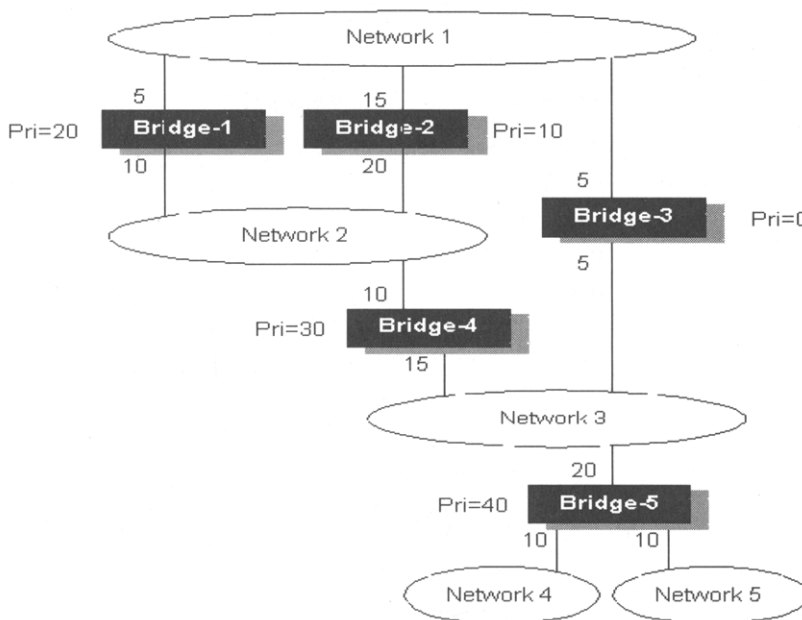 Network 1
5
15
Pri=20
Bridge-1
Bridge-2
Pri=10
10
20
5
Bridge-3
Pri=0
Network 2
5
10
Pri=30
Bridge-4
15
Network 3
20
Pri=40
Bridge-5
10
10
Network 4
Network 5